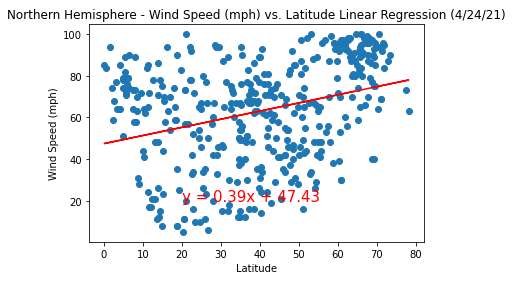 Northern Hemisphere - Wind Speed (mph) vs. Latitude Linear Regression (4/24/21)
100
80
60
40
20
Wind Speed (mph)
y = 0.39x + 47.43
0 10 20 30 40 50 60 70 80
Latitude